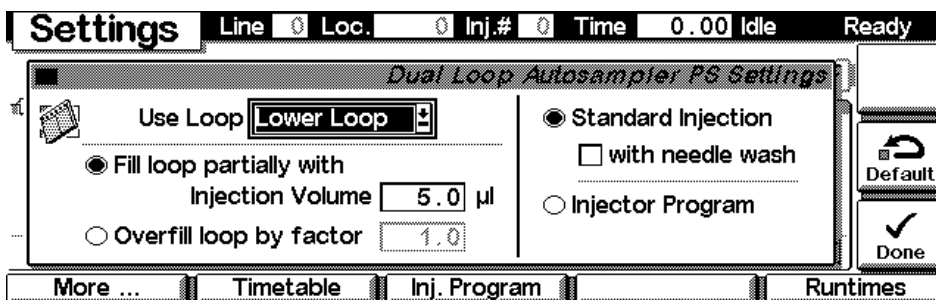 Settings Line 0 Loc. 0 Inj.# 0 Time 0.00 Idle Ready
Dual Loop Autosampler PS Settings
Use Loop Lower Loop
Fill loop partially with
Injection Volume 5.0 µl
Overfill loop by factor 1.0
Standard Injection
with needle wash
Injector Program
Default
Done
More ... Timetable Inj. Program Runtimes